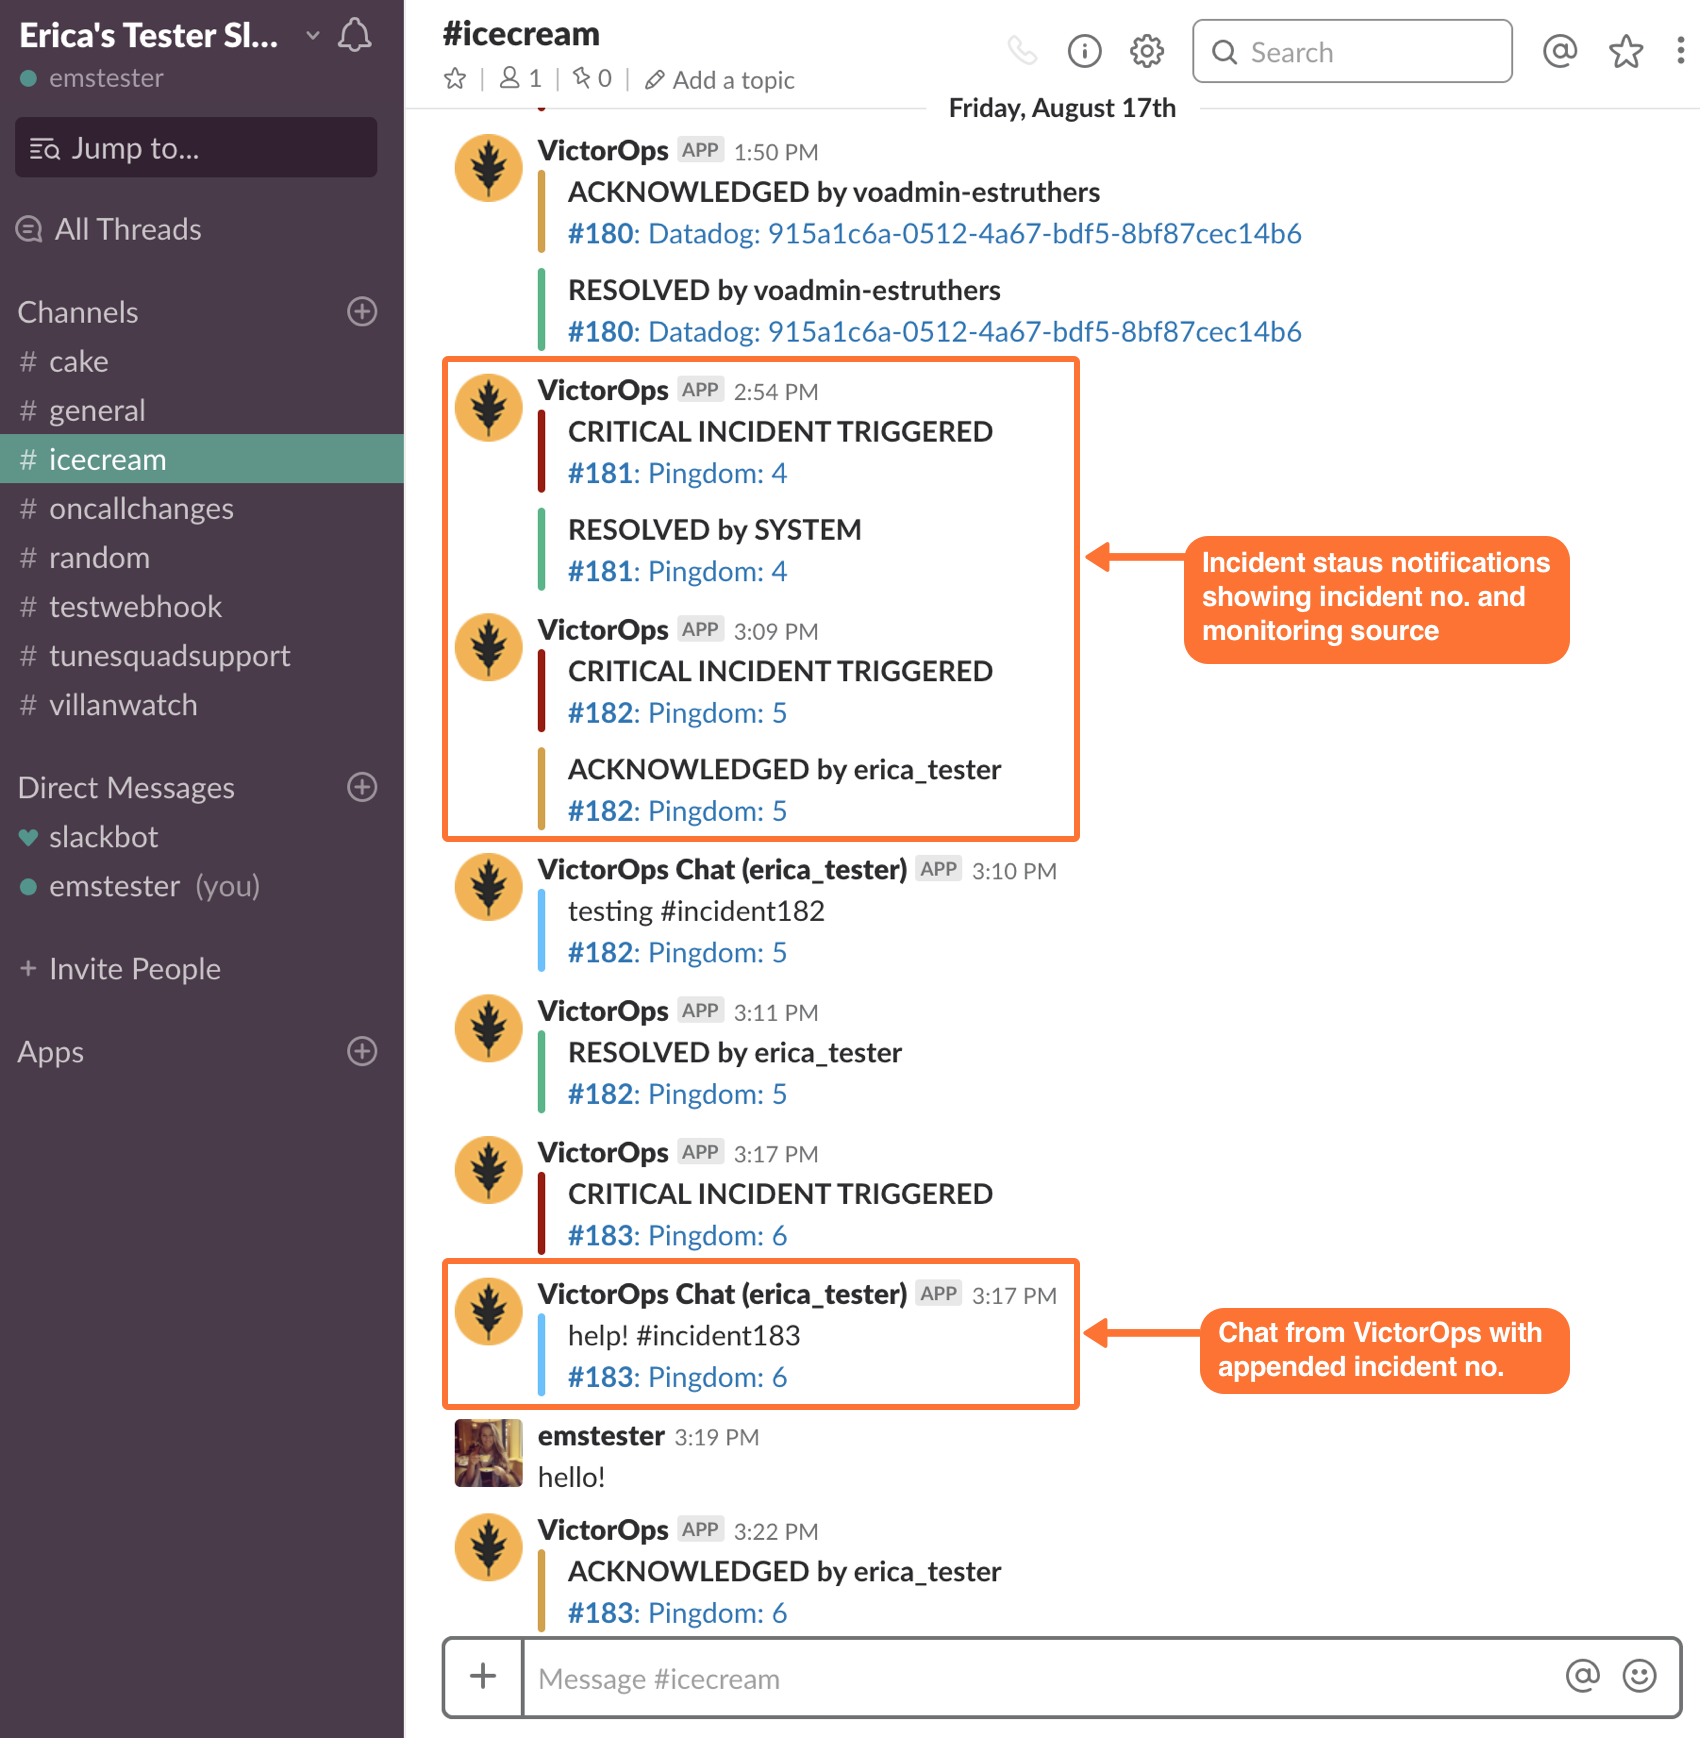 Erica's Tester Sl...
emstester
Jump to...
All Threads
Channels
# cake
# general
# icecream
# oncallchanges
# random
# testwebhook
# tunesquadsupport
# villanwatch
Direct Messages
slackbot
emstester (you)
+ Invite People
Apps
#icecream
1 | 0 | Add a topic
Search
Friday, August 17th
VictorOps APP 1:50 PM
ACKNOWLEDGED by voadmin-estruthers
#180: Datadog: 915a1c6a-0512-4a67-bdf5-8bf87cec14b6
RESOLVED by voadmin-estruthers
#180: Datadog: 915a1c6a-0512-4a67-bdf5-8bf87cec14b6
VictorOps APP 2:54 PM
CRITICAL INCIDENT TRIGGERED
#181: Pingdom: 4
RESOLVED by SYSTEM
#181: Pingdom: 4
VictorOps APP 3:09 PM
CRITICAL INCIDENT TRIGGERED
#182: Pingdom: 5
ACKNOWLEDGED by erica_tester
#182: Pingdom: 5
Incident staus notifications
showing incident no. and
monitoring source
VictorOps Chat (erica_tester) APP 3:10 PM
testing #incident182
#182: Pingdom: 5
VictorOps APP 3:11 PM
RESOLVED by erica_tester
#182: Pingdom: 5
VictorOps APP 3:17 PM
CRITICAL INCIDENT TRIGGERED
#183: Pingdom: 6
VictorOps Chat (erica_tester) APP 3:17 PM
help! #incident183
#183: Pingdom: 6
Chat from VictorOps with
appended incident no.
emstester 3:19 PM
hello!
VictorOps APP 3:22 PM
ACKNOWLEDGED by erica_tester
#183: Pingdom: 6
Message #icecream